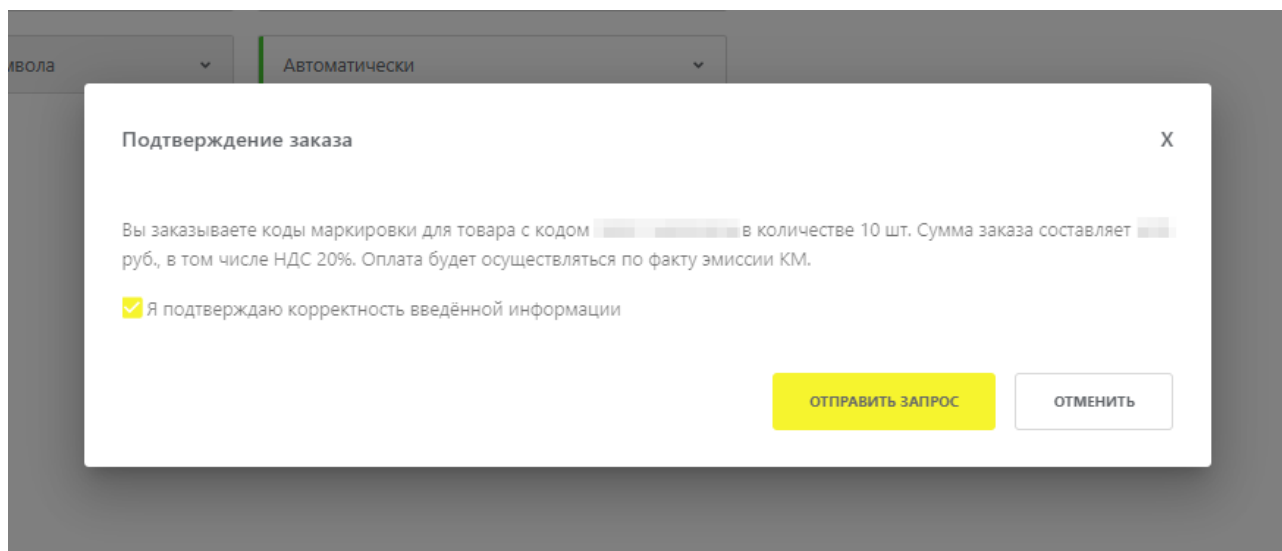 мвола
Автоматически
Подтверждение заказа
X
Вы заказываете коды маркировки для товара с кодом в количестве 10 шт. Сумма заказа составляет
руб., в том числе НДС 20%. Оплата будет осуществляться по факту эмиссии КМ.
Я подтверждаю корректность введённой информации
ОТПРАВИТЬ ЗАПРОС
ОТМЕНИТЬ